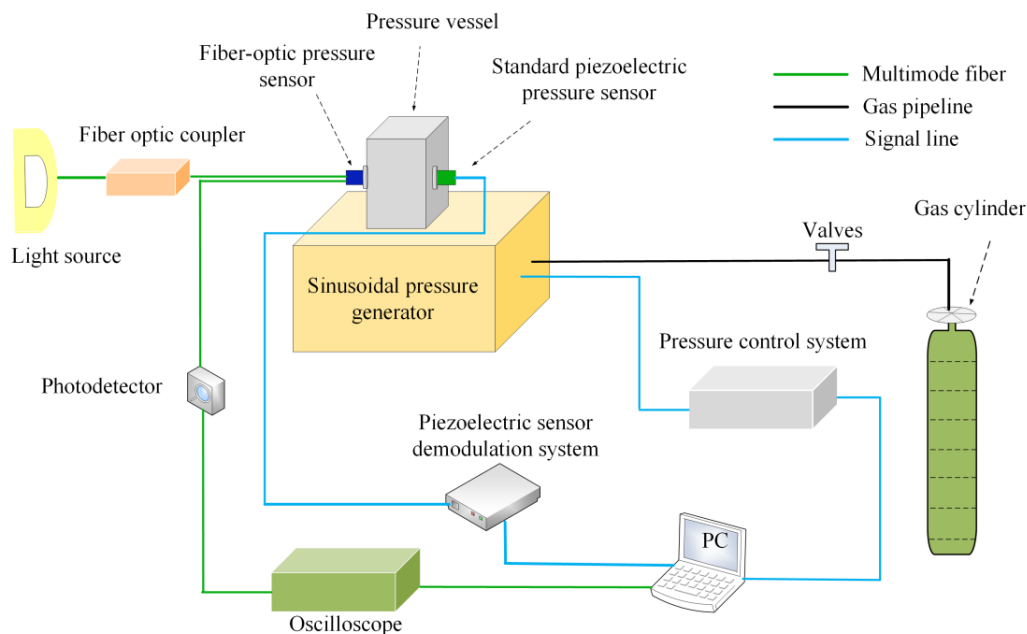 Pressure vessel
Fiber-optic pressure
sensor
Standard piezoelectric
pressure sensor
Multimode fiber
Gas pipeline
Signal line
Fiber optic coupler
Light source
Gas cylinder
Valves
Sinusoidal pressure
generator
Pressure control system
Photodetector
Piezoelectric sensor
demodulation system
PC
Oscilloscope